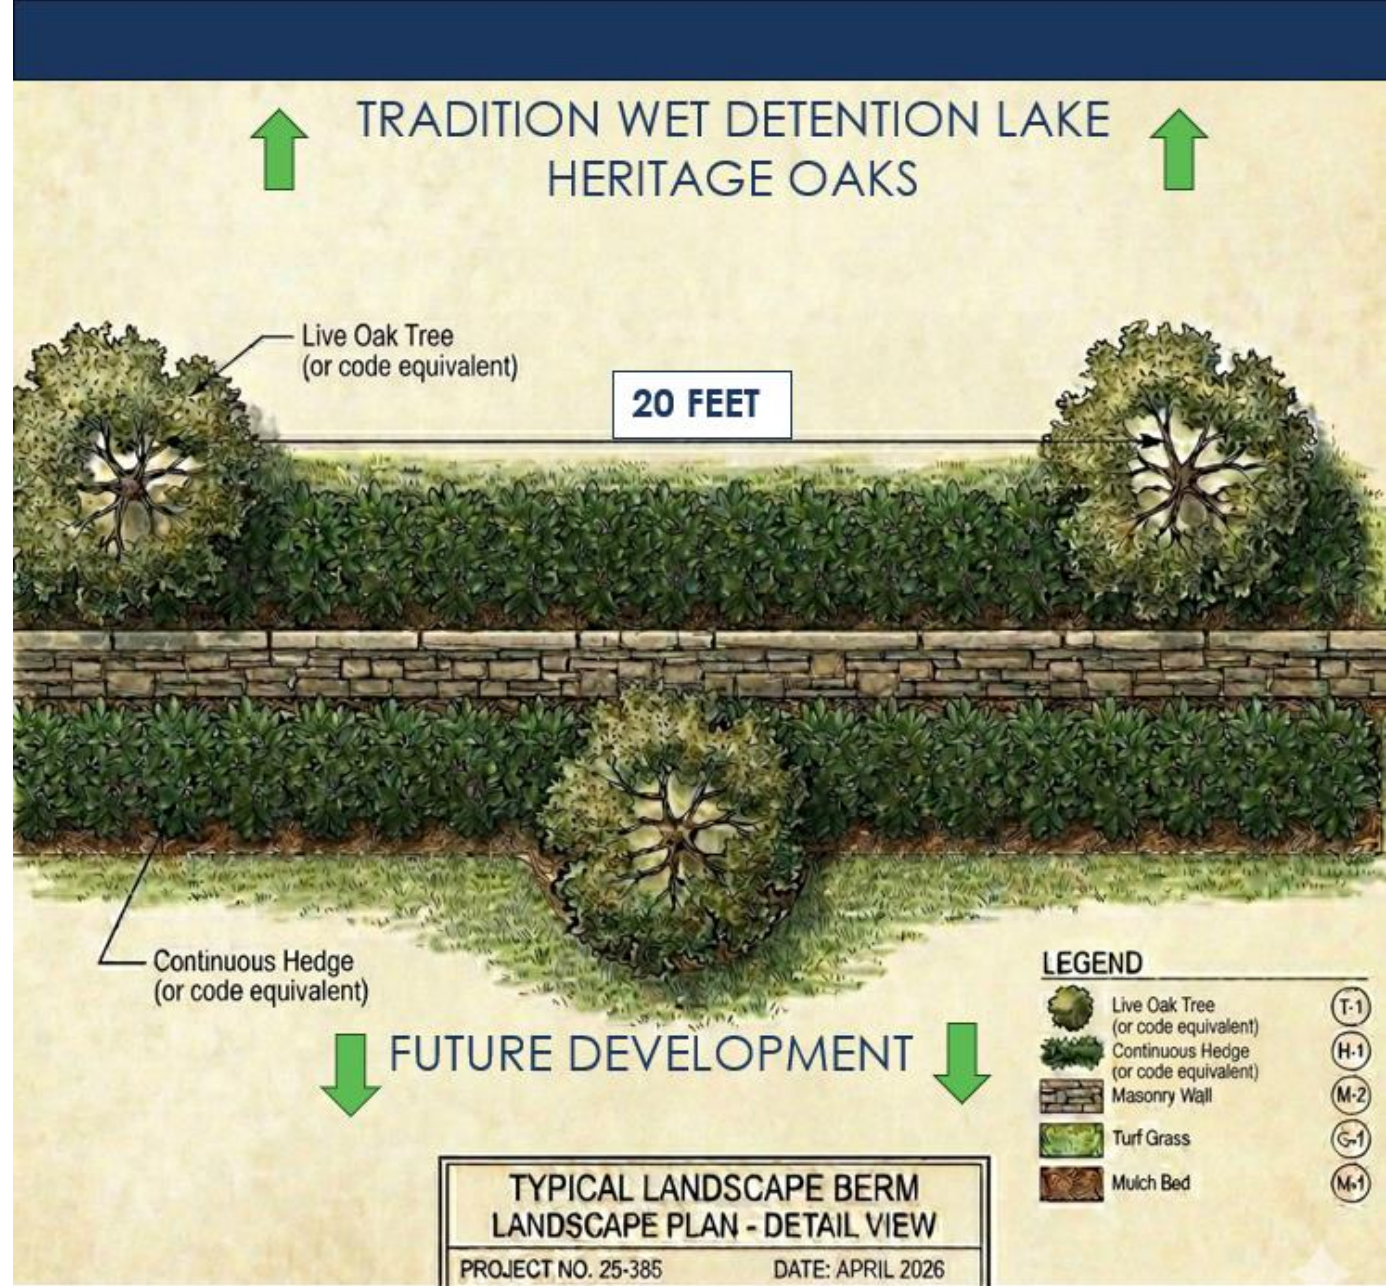 TRADITION WET DETENTION LAKE
HERITAGE OAKS
Live Oak Tree
(or code equivalent)
20 FEET
Continuous Hedge
(or code equivalent)
FUTURE DEVELOPMENT
LEGEND
Live Oak Tree
(or code equivalent)
T-1
Continuous Hedge
(or code equivalent)
H-1
Masonry Wall
M-2
Turf Grass
G-1
Mulch Bed
M-1
TYPICAL LANDSCAPE BERM
LANDSCAPE PLAN - DETAIL VIEW
PROJECT NO. 25-385
DATE: APRIL 2026